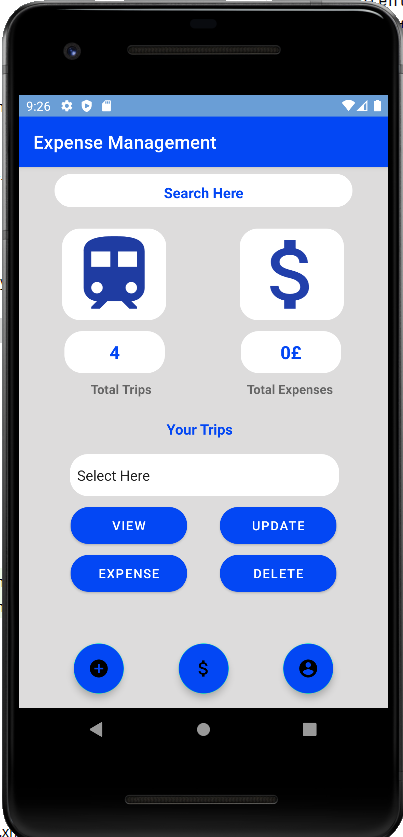 9:26
Expense Management
Search Here
4 0£
Total Trips Total Expenses
Your Trips
Select Here
VIEW UPDATE
EXPENSE DELETE